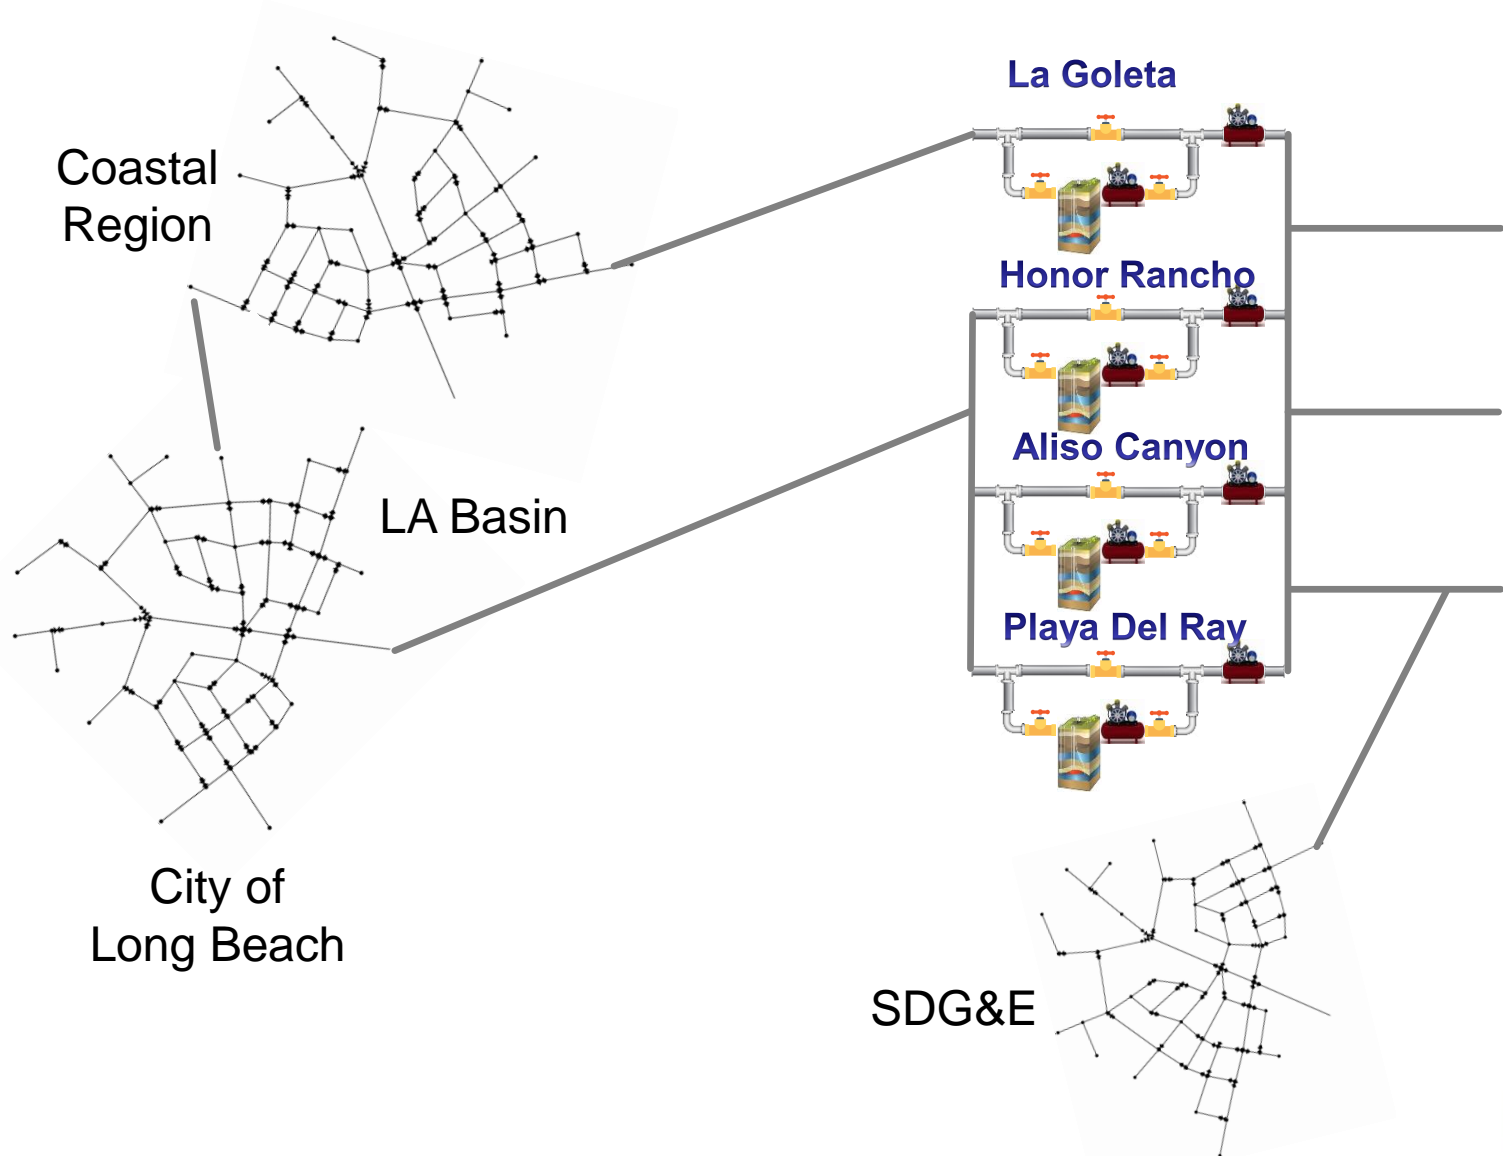 La Goleta
Coastal
Region
Honor Rancho
Aliso Canyon
LA Basin
Playa Del Ray
City of
Long Beach
SDG&E